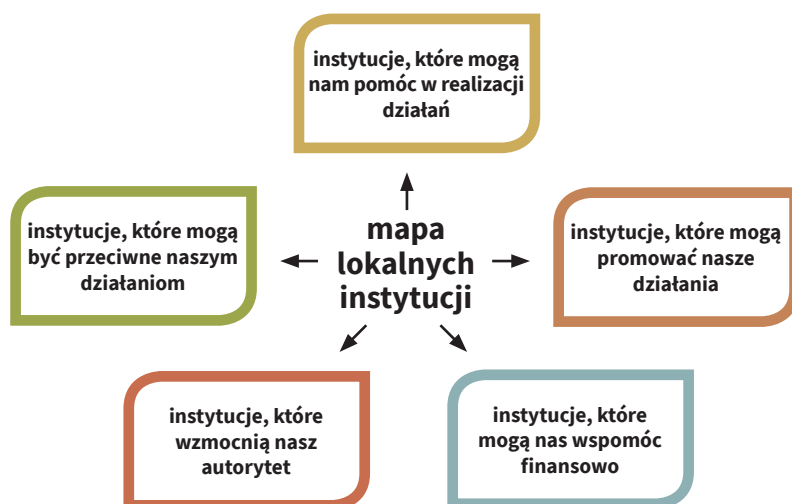 instytucje, które mogą
nam pomóc w realizacji
działań
instytucje, które mogą
być przeciwne naszym
działaniom
mapa
lokalnych
instytucji
instytucje, które mogą
promować nasze
działania
instytucje, które
wzmocnią nasz
autorytet
instytucje, które
mogą nas wspomóc
finansowo